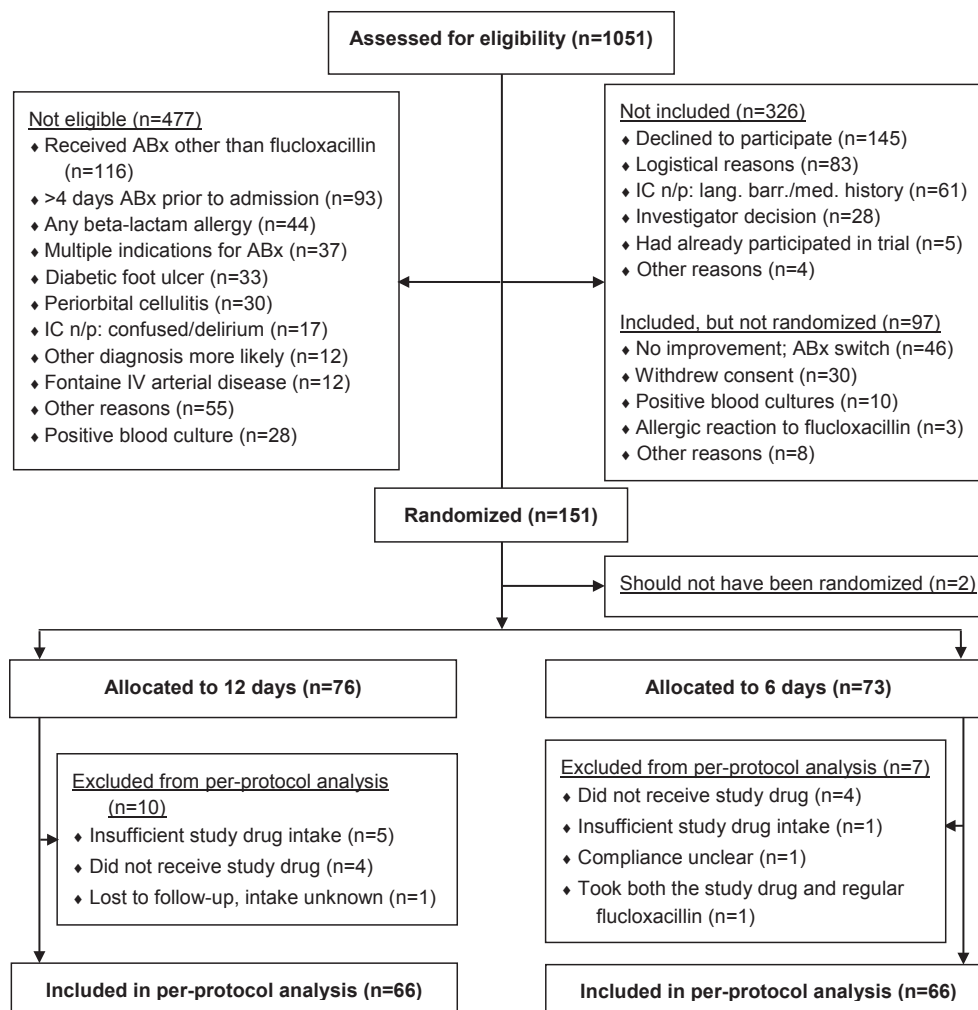 Assessed for eligibility (n=1051)
Not eligible (n=477)
♦ Received ABx other than flucloxacillin
(n=116)
♦ >4 days ABx prior to admission (n=93)
♦ Any beta-lactam allergy (n=44)
♦ Multiple indications for ABx (n=37)
♦ Diabetic foot ulcer (n=33)
♦ Periorbital cellulitis (n=30)
♦ IC n/p: confused/delirium (n=17)
♦ Other diagnosis more likely (n=12)
♦ Fontaine IV arterial disease (n=12)
♦ Other reasons (n=55)
♦ Positive blood culture (n=28)
Not included (n=326)
♦ Declined to participate (n=145)
♦ Logistical reasons (n=83)
♦ IC n/p: lang. barr./med. history (n=61)
♦ Investigator decision (n=28)
♦ Had already participated in trial (n=5)
♦ Other reasons (n=4)
Included, but not randomized (n=97)
♦ No improvement; ABx switch (n=46)
♦ Withdrew consent (n=30)
♦ Positive blood cultures (n=10)
♦ Allergic reaction to flucloxacillin (n=3)
♦ Other reasons (n=8)
Randomized (n=151)
Should not have been randomized (n=2)
Allocated to 12 days (n=76)
Allocated to 6 days (n=73)
Excluded from per-protocol analysis
(n=10)
♦ Insufficient study drug intake (n=5)
♦ Did not receive study drug (n=4)
♦ Lost to follow-up, intake unknown (n=1)
Excluded from per-protocol analysis (n=7)
♦ Did not receive study drug (n=4)
♦ Insufficient study drug intake (n=1)
♦ Compliance unclear (n=1)
♦ Took both the study drug and regular
flucloxacillin (n=1)
Included in per-protocol analysis (n=66)
Included in per-protocol analysis (n=66)